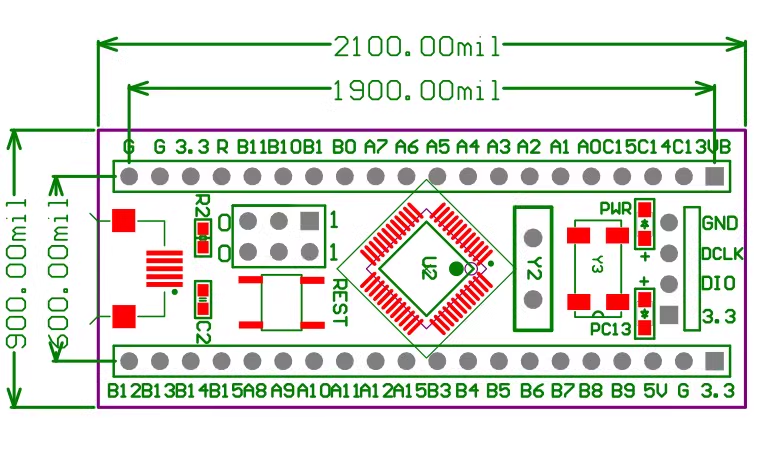 2100.00mil
1900.00mil
G G 3.3 R B11B10B1 B0 A7 A6 A5 A4 A3 A2 A1 A0C15C14C13VB
900.00mil
600.00mil
R2
0 1
0 1
C2
REST
U2
Y2
Y3
PWR
+
+
PC13
GND
DCLK
DIO
3.3
B12B13B14B15A8 A9A10A11A12A15B3 B4 B5 B6 B7 B8 B9 5V G 3.3